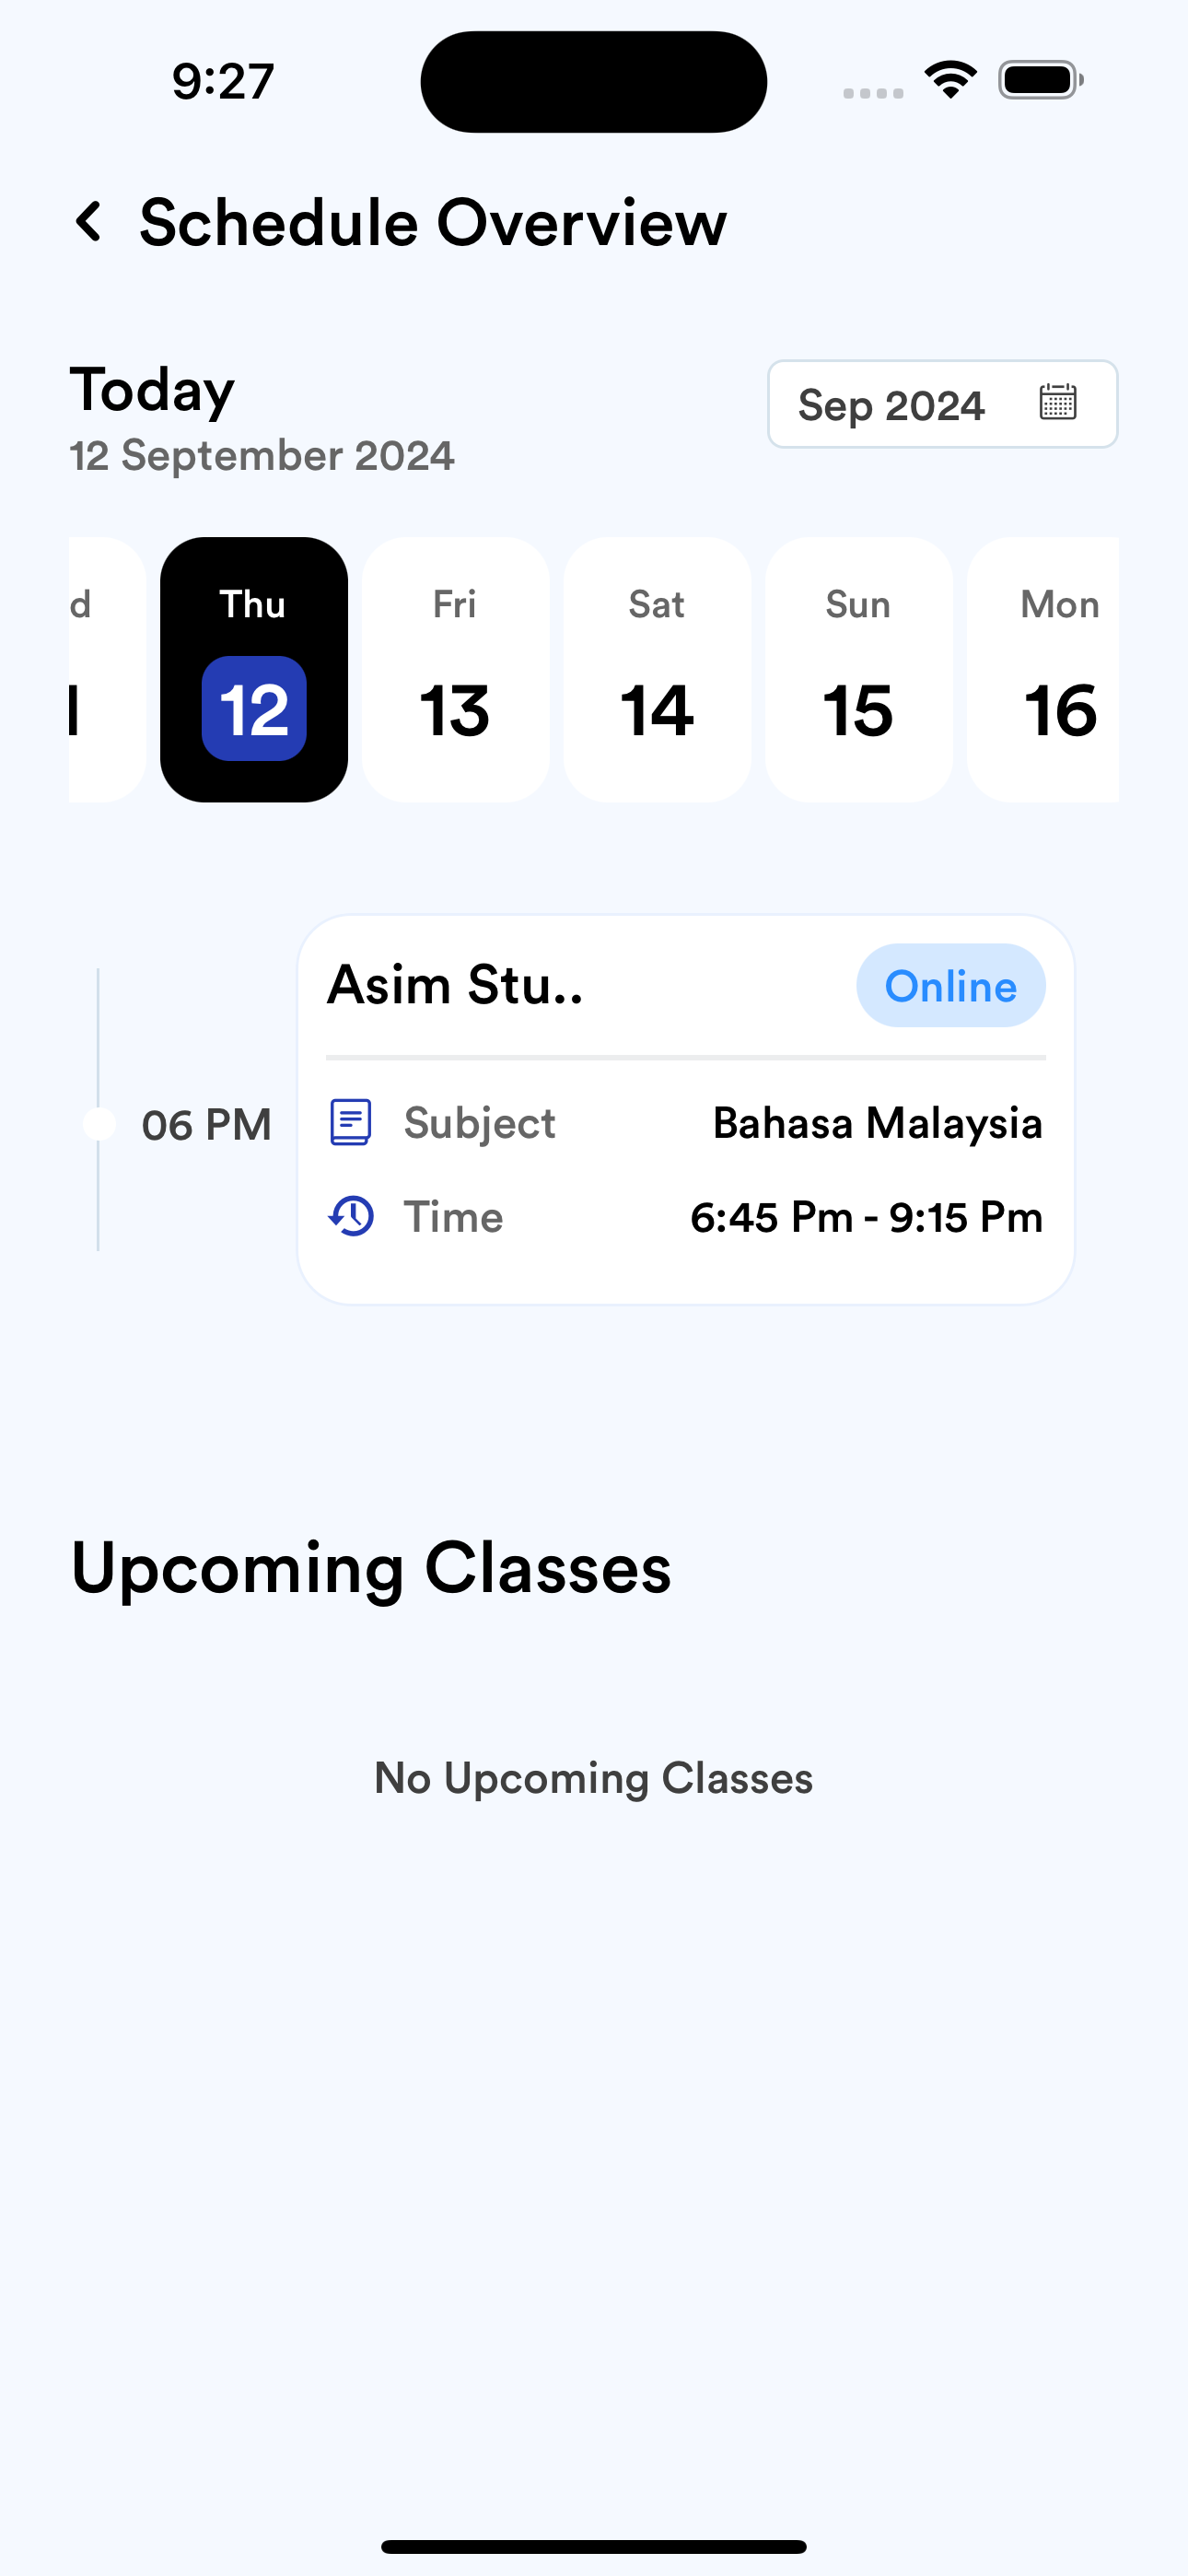 9:27
Schedule Overview
Today
Sep 2024
12 September 2024
d Thu Fri Sat Sun Mon
12 13 14 15 16
Asim Stu..
Online
06 PM
Subject Bahasa Malaysia
Time 6:45 Pm - 9:15 Pm
Upcoming Classes
No Upcoming Classes